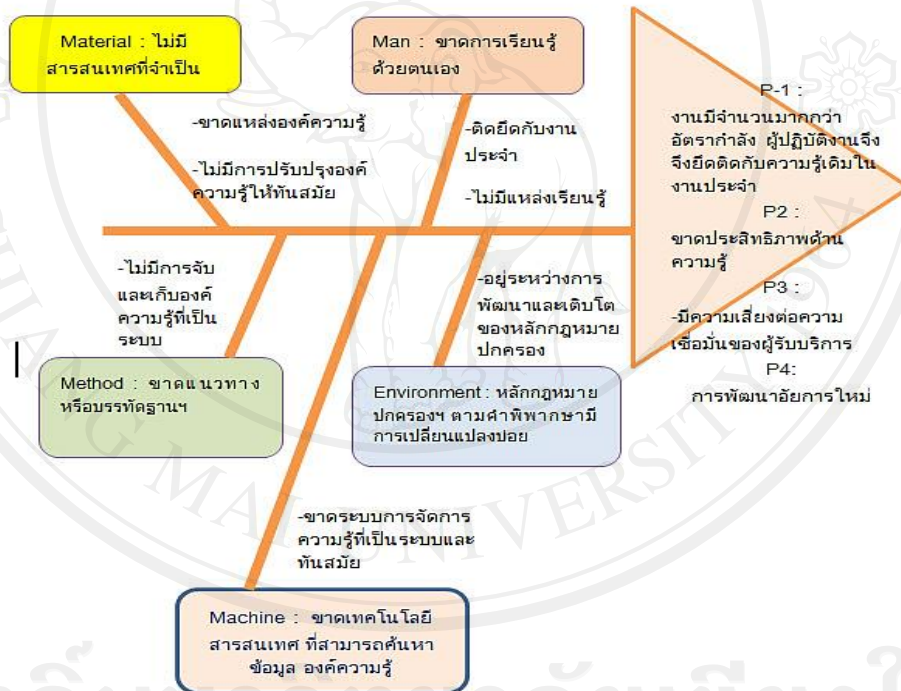 Material : ไม่มี
สารสนเทศที่จำเป็น
Man : ขาดการเรียนรู้
ด้วยตนเอง
-ขาดแหล่งองค์ความรู้
-ไม่มีการปรับปรุงองค์
ความรู้ให้ทันสมัย
-ติดยึดกับงาน
ประจำ
-ไม่มีแหล่งเรียนรู้
P-1 :
งานมีจำนวนมากกว่า
อัตรากำลัง ผู้ปฏิบัติงานจึง
จึงยึดติดกับความรู้เดิมใน
งานประจำ
P2 :
ขาดประสิทธิภาพด้าน
ความรู้
P3 :
-มีความเสี่ยงต่อความ
เชื่อมั่นของผู้รับบริการ
P4:
การพัฒนาอัยการใหม่
-ไม่มีการจับ
และเก็บองค์
ความรู้ที่เป็น
ระบบ
-อยู่ระหว่างการ
พัฒนาและเติบโต
ของหลักกฎหมาย
ปกครอง
Method : ขาดแนวทาง
หรือบรรทัดฐานฯ
Environment : หลักกฎหมาย
ปกครองฯ ตามคำพิพากษามี
การเปลี่ยนแปลงบ่อย
-ขาดระบบการจัดการ
ความรู้ที่เป็นระบบและ
ทันสมัย
Machine : ขาดเทคโนโลยี
สารสนเทศ ที่สามารถค้นหา
ข้อมูล องค์ความรู้
CHIANG MAI UNIVERSITY 1964